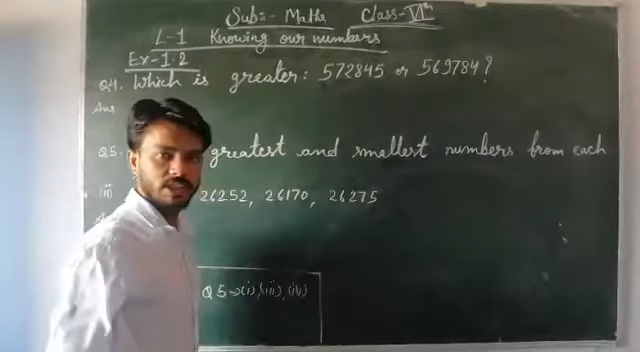 Sub:- Maths Class-VIth
L-1 Knowing our numbers
Ex-1.2
Q4. Which is greater: 572845 or 569784?
Ans
Q5. greatest and smallest numbers from each
iii 26252, 26170, 26275
Q5→(i),(iii),(iv)